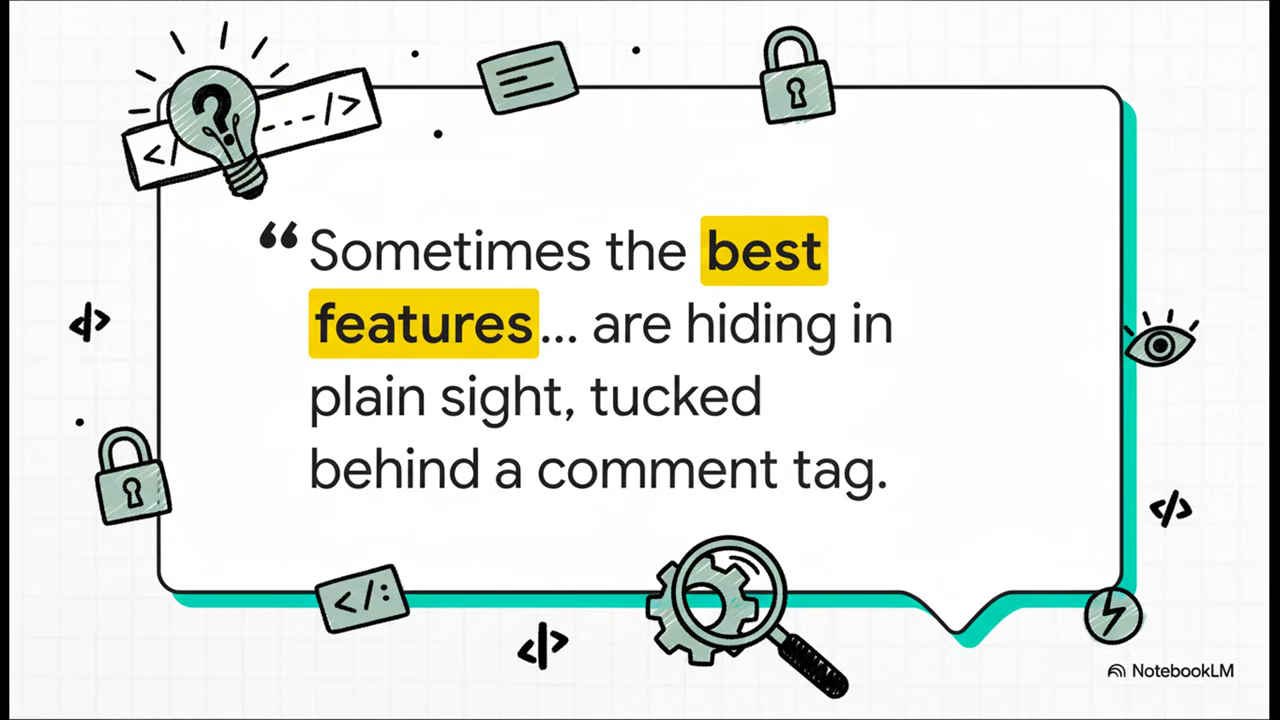 </ --- />
?
“Sometimes the best
features... are hiding in
plain sight, tucked
behind a comment tag.
</>
</>
</:
</>
NotebookLM